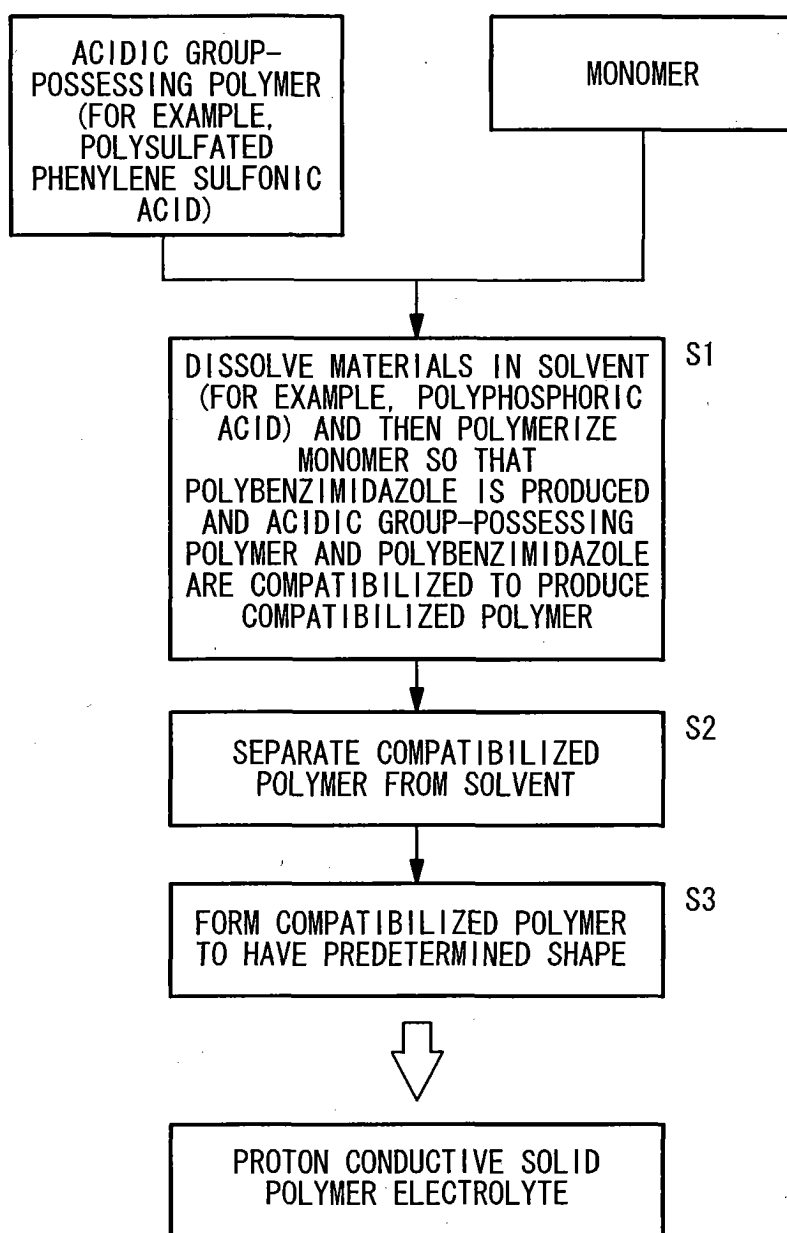 ACIDIC GROUP-
POSSESSING POLYMER
(FOR EXAMPLE,
POLYSULFATED
PHENYLENE SULFONIC
ACID)
MONOMER
S1
DISSOLVE MATERIALS IN SOLVENT
(FOR EXAMPLE, POLYPHOSPHORIC
ACID) AND THEN POLYMERIZE
MONOMER SO THAT
POLYBENZIMIDAZOLE IS PRODUCED
AND ACIDIC GROUP-POSSESSING
POLYMER AND POLYBENZIMIDAZOLE
ARE COMPATIBILIZED TO PRODUCE
COMPATIBILIZED POLYMER
S2
SEPARATE COMPATIBILIZED
POLYMER FROM SOLVENT
S3
FORM COMPATIBILIZED POLYMER
TO HAVE PREDETERMINED SHAPE
PROTON CONDUCTIVE SOLID
POLYMER ELECTROLYTE